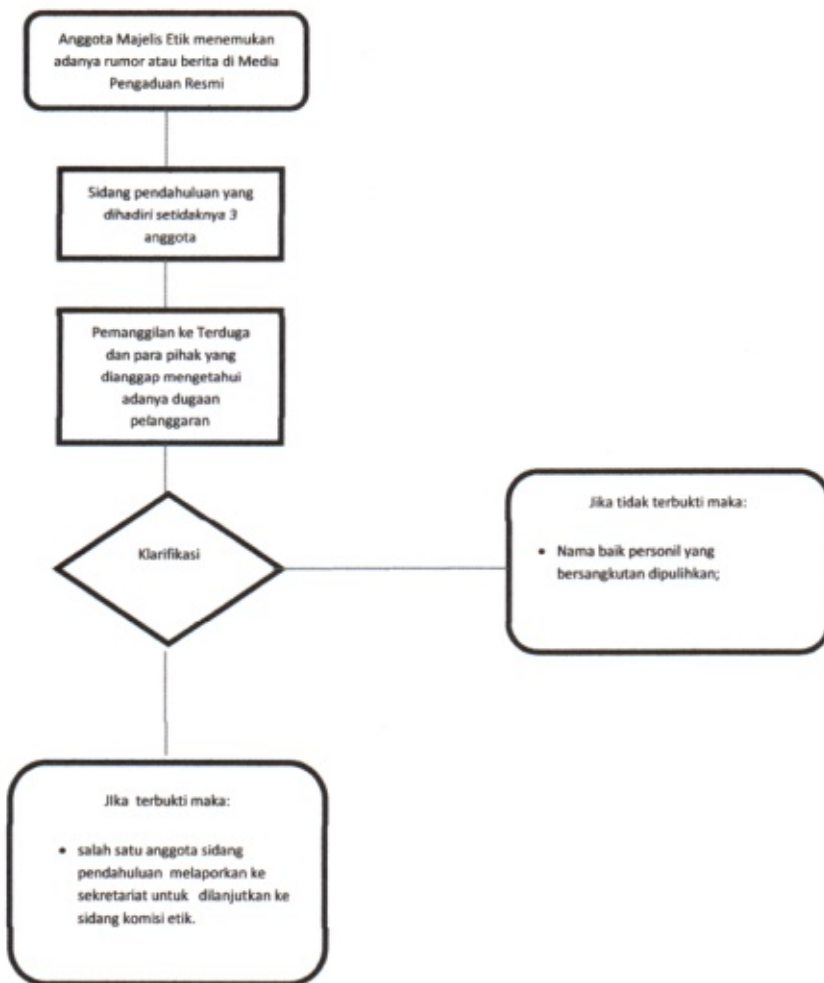 Anggota Majelis Etik menemukan
adanya rumor atau berita di Media
Pengaduan Resmi
Sidang pendahuluan yang
dihadiri setidaknya 3
anggota
Pemanggilan ke Terduga
dan para pihak yang
dianggap mengetahui
adanya dugaan
pelanggaran
Klarifikasi
Jika tidak terbukti maka:
• Nama baik personil yang
bersangkutan dipulihkan;
JIka terbukti maka:
• salah satu anggota sidang
pendahuluan melaporkan ke
sekretariat untuk dilanjutkan ke
sidang komisi etik.